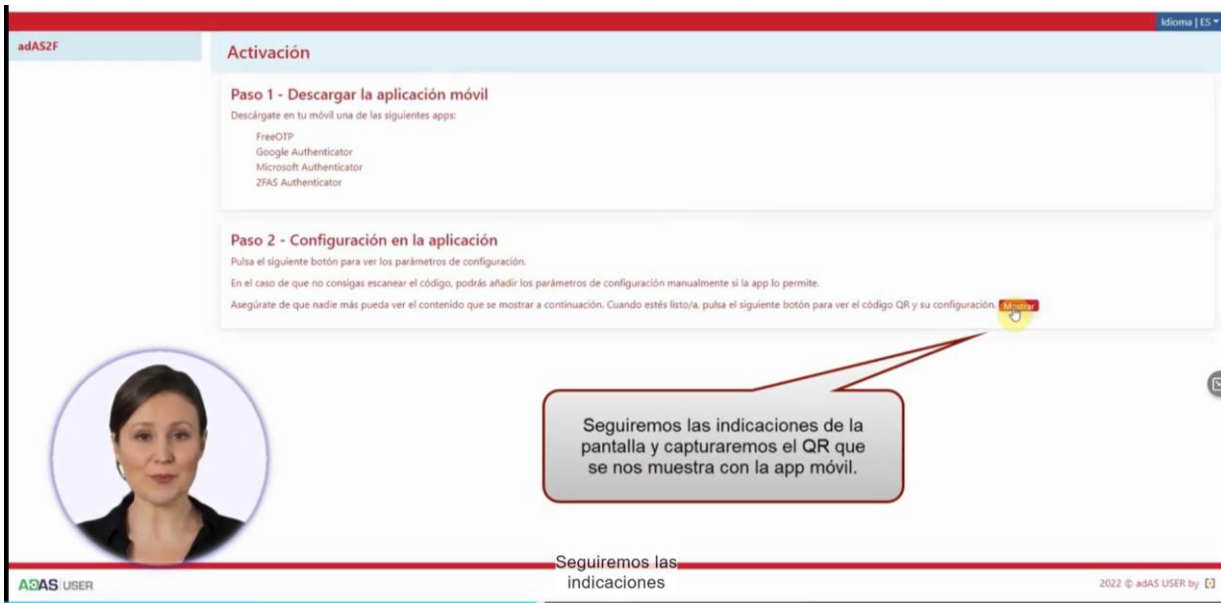 Idioma | ES
adAS2F
Activación
Paso 1 - Descargar la aplicación móvil
Descárgate en tu móvil una de las siguientes apps:
FreeOTP
Google Authenticator
Microsoft Authenticator
2FAS Authenticator
Paso 2 - Configuración en la aplicación
Pulsa el siguiente botón para ver los parámetros de configuración.
En el caso de que no consigas escanear el código, podrás añadir los parámetros de configuración manualmente si la app lo permite.
Asegúrate de que nadie más pueda ver el contenido que se mostrar a continuación. Cuando estés listo/a, pulsa el siguiente botón para ver el código QR y su configuración. Mostrar
Seguiremos las indicaciones de la
pantalla y capturaremos el QR que
se nos muestra con la app móvil.
Seguiremos las
indicaciones
ADAS USER
2022 © adAS USER by